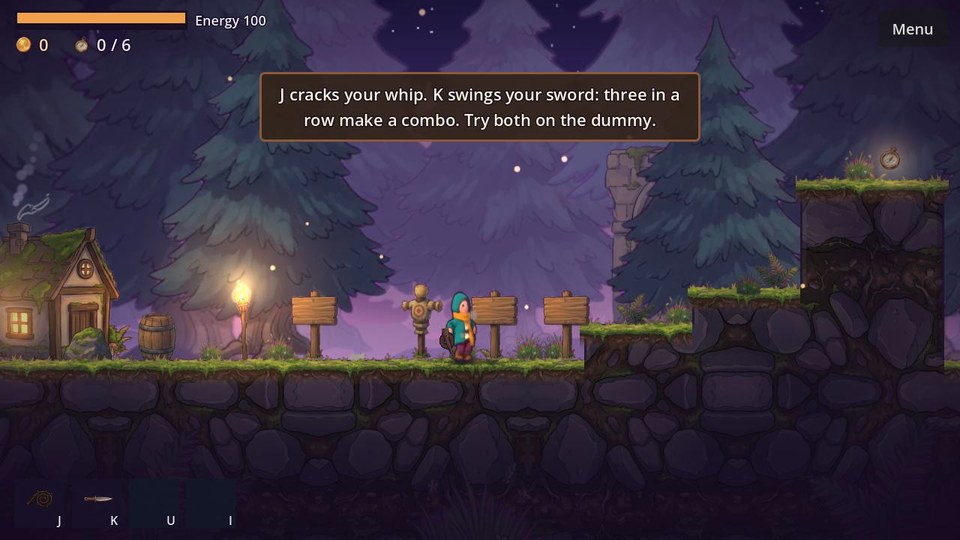 Energy 100
0
0 / 6
Menu
J cracks your whip. K swings your sword: three in a
row make a combo. Try both on the dummy.
J
K
U
I